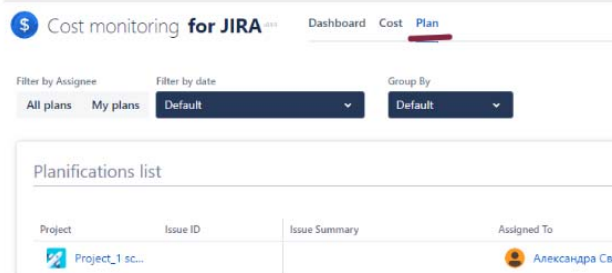 $ Cost monitoring for JIRA Dashboard Cost Plan
Filter by Assignee Filter by date Group By
All plans My plans Default Default
Planifications list
Project Issue ID Issue Summary Assigned To
Project_1 sc... Александра